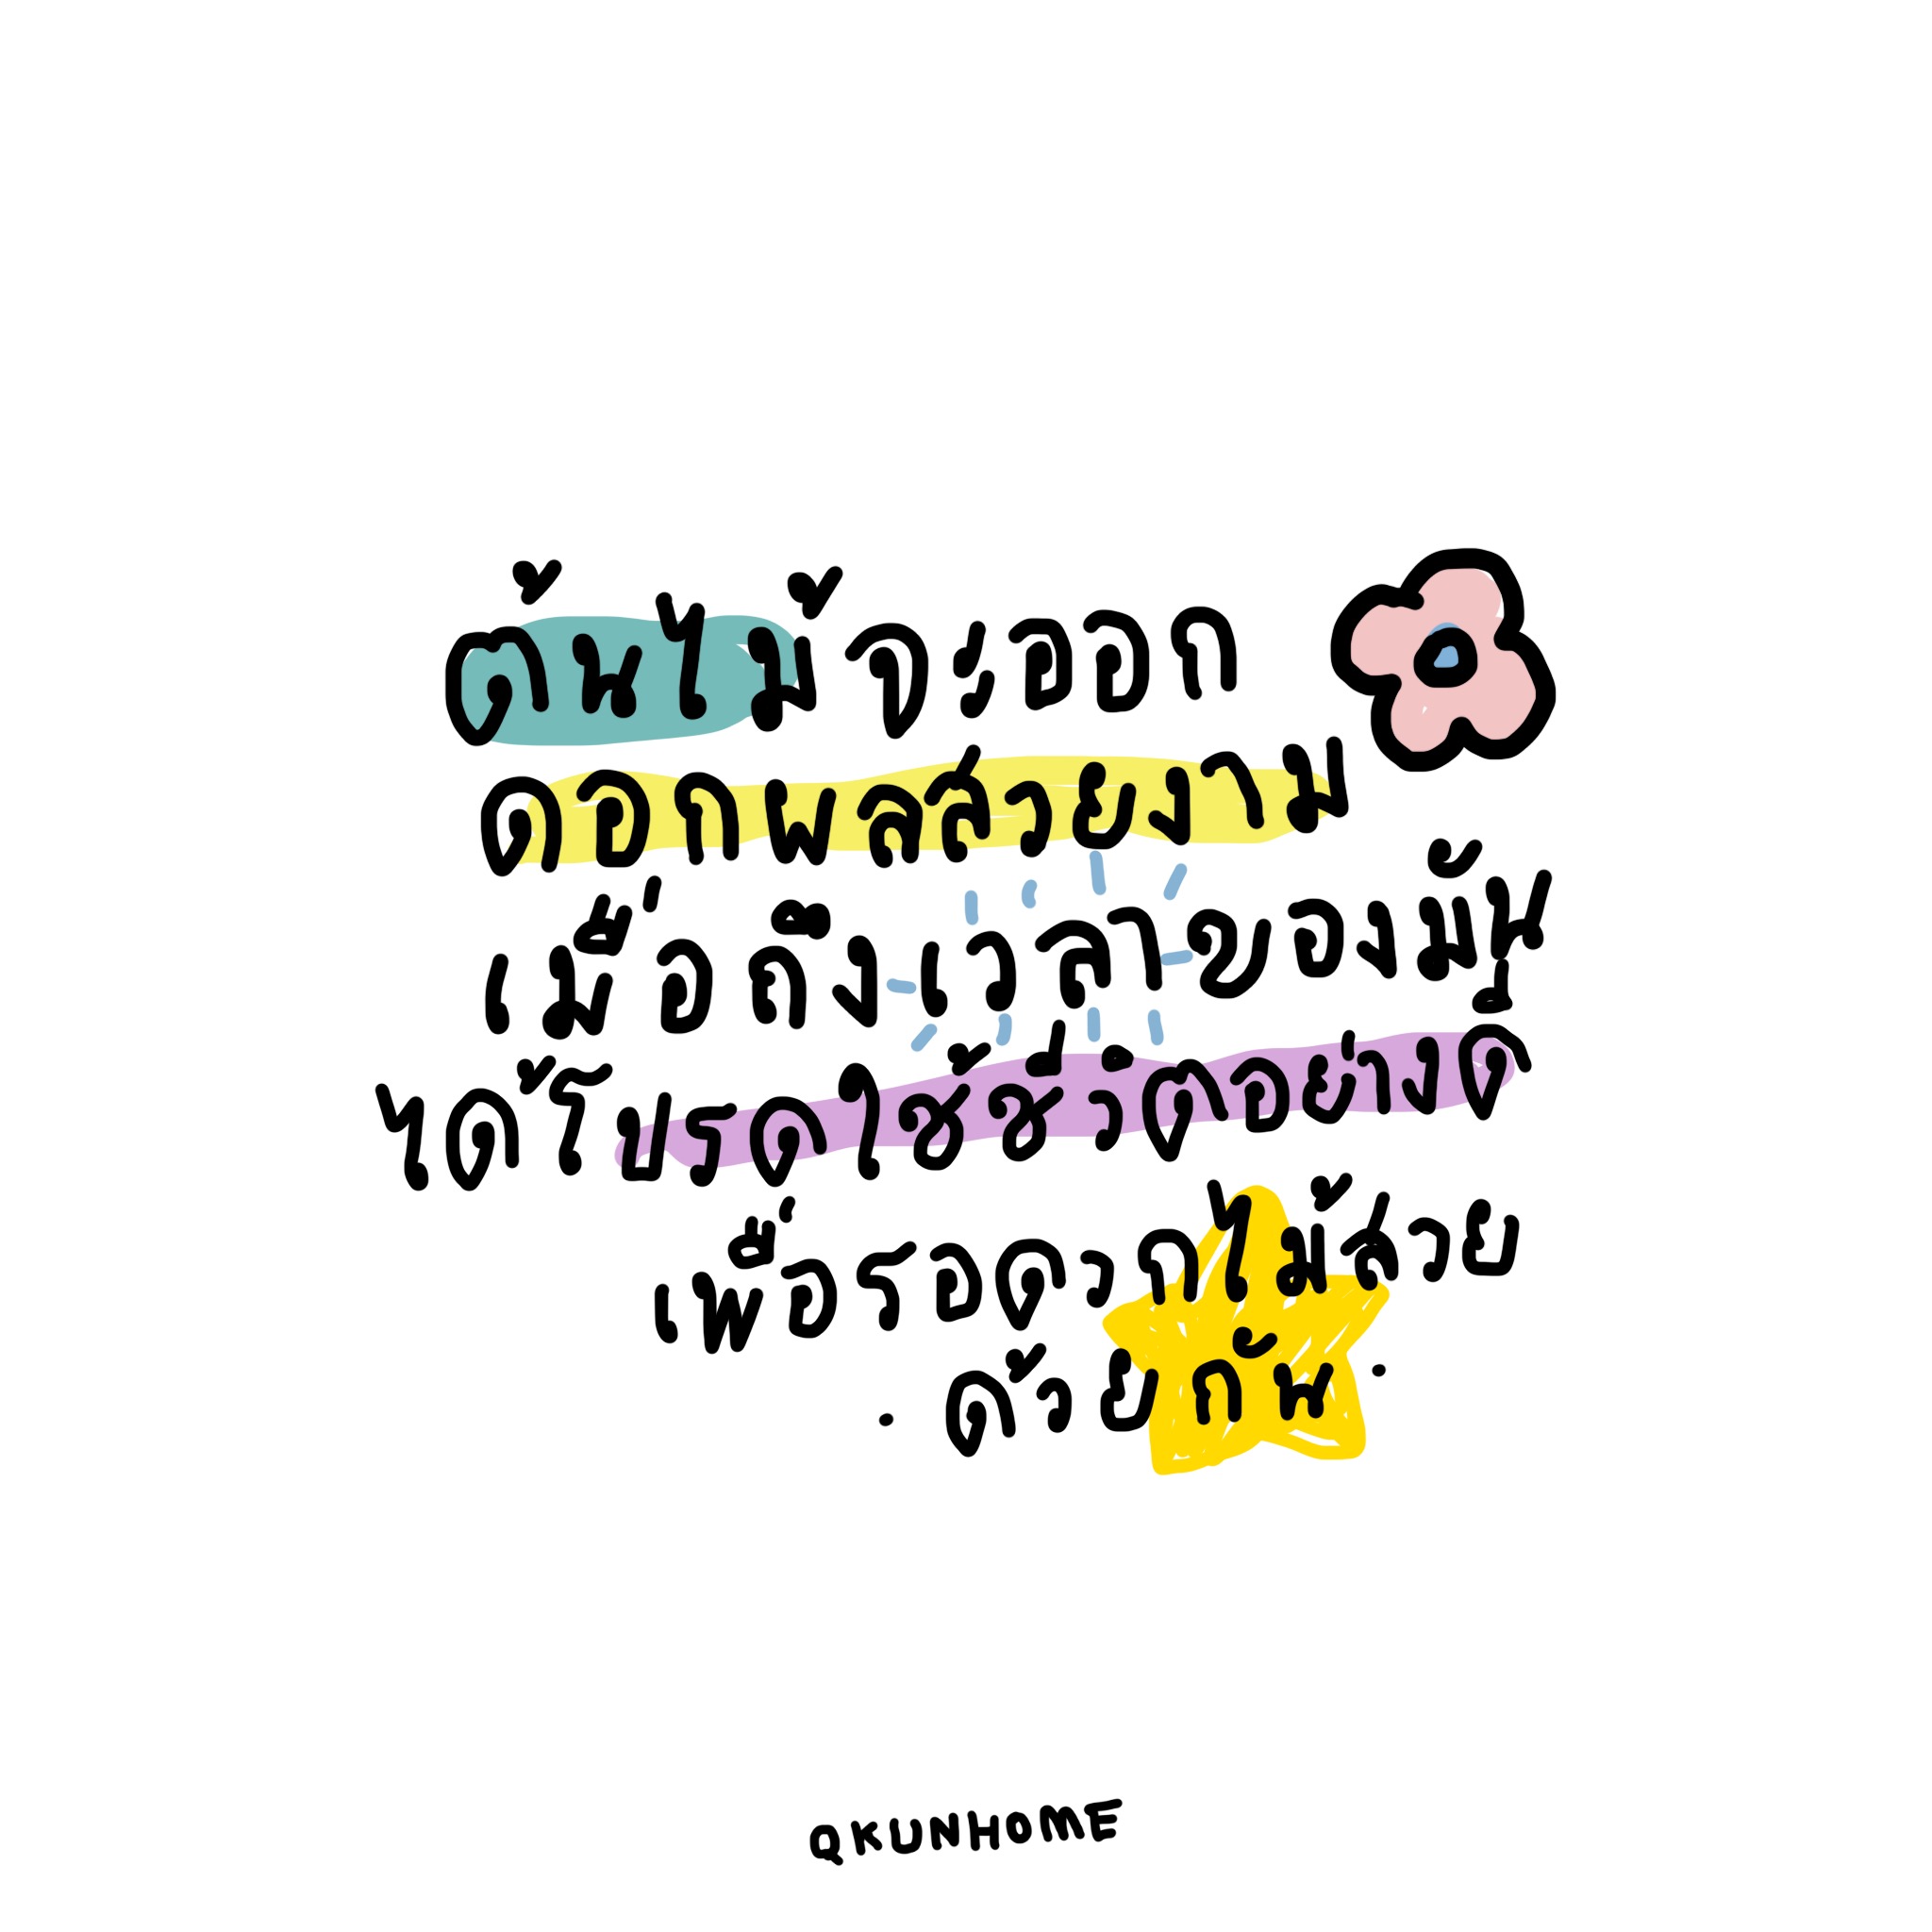 ต้นไม้จะออก
ดอกผลสวยงาม
เมื่อถึงเวลาของมัน
ได้โปรดใช้ชีวิตอย่างดี
เพื่อรอดอกไม้สวย
ด้วยกัน
QKUNHOME